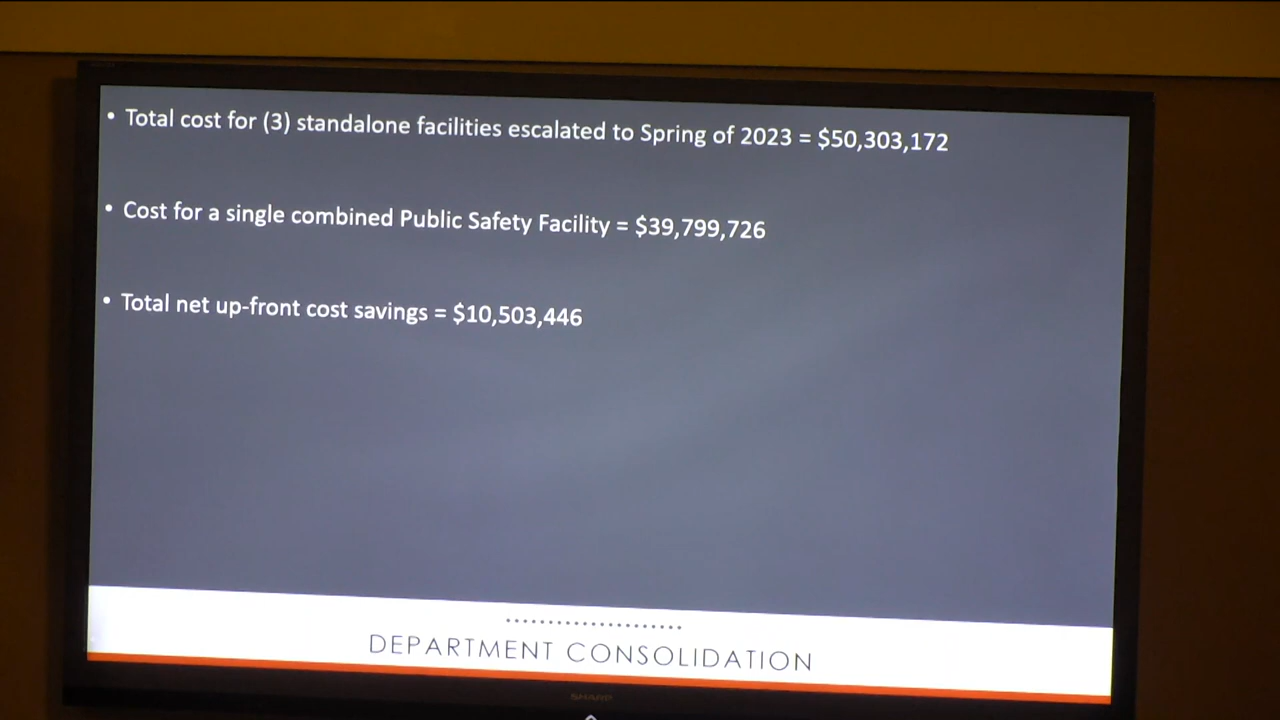 • Total cost for (3) standalone facilities escalated to Spring of 2023 = $50,303,172
• Cost for a single combined Public Safety Facility = $39,799,726
• Total net up-front cost savings = $10,503,446
DEPARTMENT CONSOLIDATION
SHARP